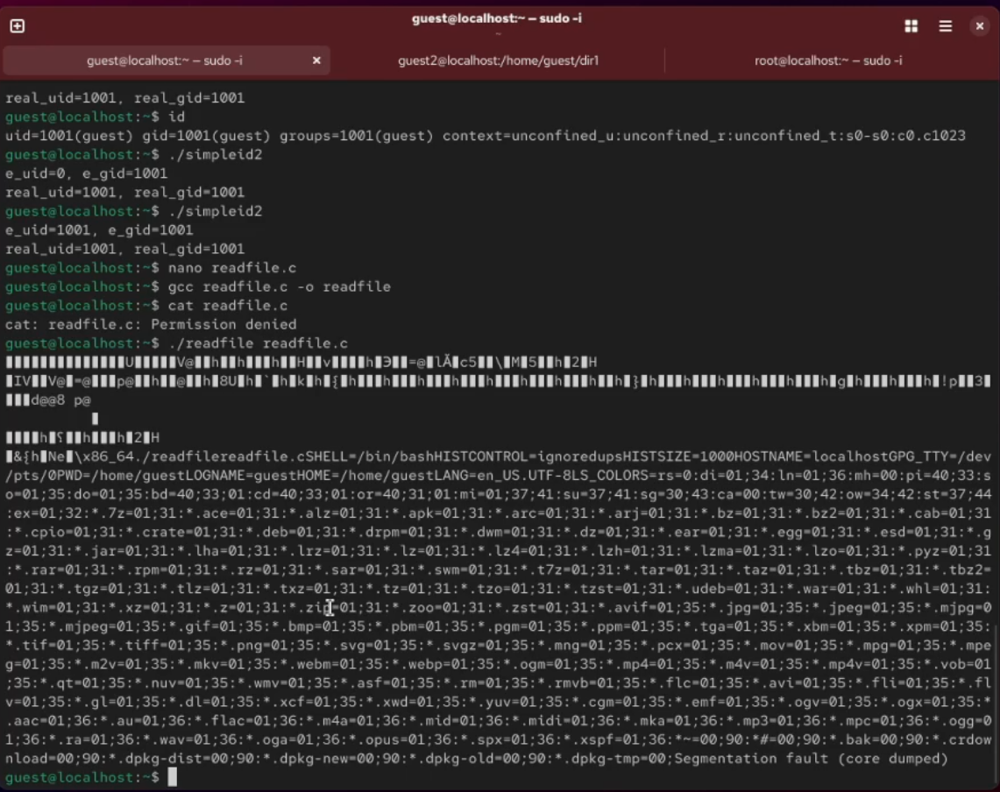 guest@localhost:~ — sudo -i
~
guest@localhost:~ — sudo -i
guest2@localhost:/home/guest/dir1
root@localhost:~ — sudo -i
real_uid=1001, real_gid=1001
guest@localhost:~$ id
uid=1001(guest) gid=1001(guest) groups=1001(guest) context=unconfined_u:unconfined_r:unconfined_t:s0-s0:c0.c1023
guest@localhost:~$ ./simpleid2
e_uid=0, e_gid=1001
real_uid=1001, real_gid=1001
guest@localhost:~$ ./simpleid2
e_uid=1001, e_gid=1001
real_uid=1001, real_gid=1001
guest@localhost:~$ nano readfile.c
guest@localhost:~$ gcc readfile.c -o readfile
guest@localhost:~$ cat readfile.c
cat: readfile.c: Permission denied
guest@localhost:~$ ./readfile readfile.c
\x86_64./readfilereadfile.cSHELL=/bin/bashHISTCONTROL=ignoredupsHISTSIZE=1000HOSTNAME=localhostGPG_TTY=/dev
/pts/0PWD=/home/guestLOGNAME=guestHOME=/home/guestLANG=en_US.UTF-8LS_COLORS=rs=0:di=01;34:ln=01;36:mh=00:pi=40;33:s
o=01;35:do=01;35:bd=40;33;01:cd=40;33;01:or=40;31;01:mi=01;37;41:su=37;41:sg=30;43:ca=00:tw=30;42:ow=34;42:st=37;44
:ex=01;32:*.7z=01;31:*.ace=01;31:*.alz=01;31:*.apk=01;31:*.arc=01;31:*.arj=01;31:*.bz=01;31:*.bz2=01;31:*.cab=01;31
:*.cpio=01;31:*.crate=01;31:*.deb=01;31:*.drpm=01;31:*.dwm=01;31:*.dz=01;31:*.ear=01;31:*.egg=01;31:*.esd=01;31:*.g
z=01;31:*.jar=01;31:*.lha=01;31:*.lrz=01;31:*.lz=01;31:*.lz4=01;31:*.lzh=01;31:*.lzma=01;31:*.lzo=01;31:*.pyz=01;31
:*.rar=01;31:*.rpm=01;31:*.rz=01;31:*.sar=01;31:*.swm=01;31:*.t7z=01;31:*.tar=01;31:*.taz=01;31:*.tbz=01;31:*.tbz2=
01;31:*.tgz=01;31:*.tlz=01;31:*.txz=01;31:*.tz=01;31:*.tzo=01;31:*.tzst=01;31:*.udeb=01;31:*.war=01;31:*.whl=01;31:
*.wim=01;31:*.xz=01;31:*.z=01;31:*.zip=01;31:*.zoo=01;31:*.zst=01;31:*.avif=01;35:*.jpg=01;35:*.jpeg=01;35:*.mjpg=0
1;35:*.mjpeg=01;35:*.gif=01;35:*.bmp=01;35:*.pbm=01;35:*.pgm=01;35:*.ppm=01;35:*.tga=01;35:*.xbm=01;35:*.xpm=01;35:
*.tif=01;35:*.tiff=01;35:*.png=01;35:*.svg=01;35:*.svgz=01;35:*.mng=01;35:*.pcx=01;35:*.mov=01;35:*.mpg=01;35:*.mpe
g=01;35:*.m2v=01;35:*.mkv=01;35:*.webm=01;35:*.webp=01;35:*.ogm=01;35:*.mp4=01;35:*.m4v=01;35:*.mp4v=01;35:*.vob=01
;35:*.qt=01;35:*.nuv=01;35:*.wmv=01;35:*.asf=01;35:*.rm=01;35:*.rmvb=01;35:*.flc=01;35:*.avi=01;35:*.fli=01;35:*.fl
v=01;35:*.gl=01;35:*.dl=01;35:*.xcf=01;35:*.xwd=01;35:*.yuv=01;35:*.cgm=01;35:*.emf=01;35:*.ogv=01;35:*.ogx=01;35:*
.aac=01;36:*.au=01;36:*.flac=01;36:*.m4a=01;36:*.mid=01;36:*.midi=01;36:*.mka=01;36:*.mp3=01;36:*.mpc=01;36:*.ogg=0
1;36:*.ra=01;36:*.wav=01;36:*.oga=01;36:*.opus=01;36:*.spx=01;36:*.xspf=01;36:*~=00;90:*#=00;90:*.bak=00;90:*.crdow
nload=00;90:*.dpkg-dist=00;90:*.dpkg-new=00;90:*.dpkg-old=00;90:*.dpkg-tmp=00;Segmentation fault (core dumped)
guest@localhost:~$